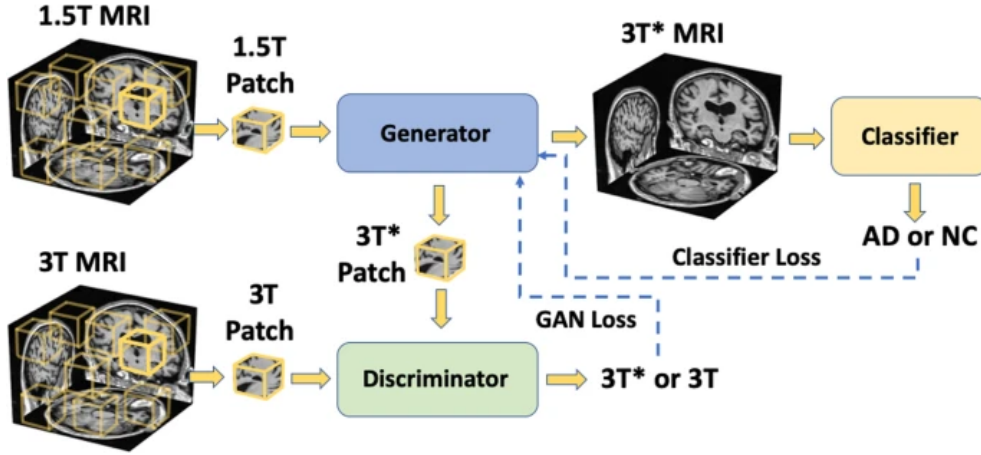 1.5T MRI
1.5T
Patch
Generator
3T* MRI
Classifier
AD or NC
Classifier Loss
3T*
Patch
3T MRI
3T
Patch
GAN Loss
Discriminator
3T* or 3T